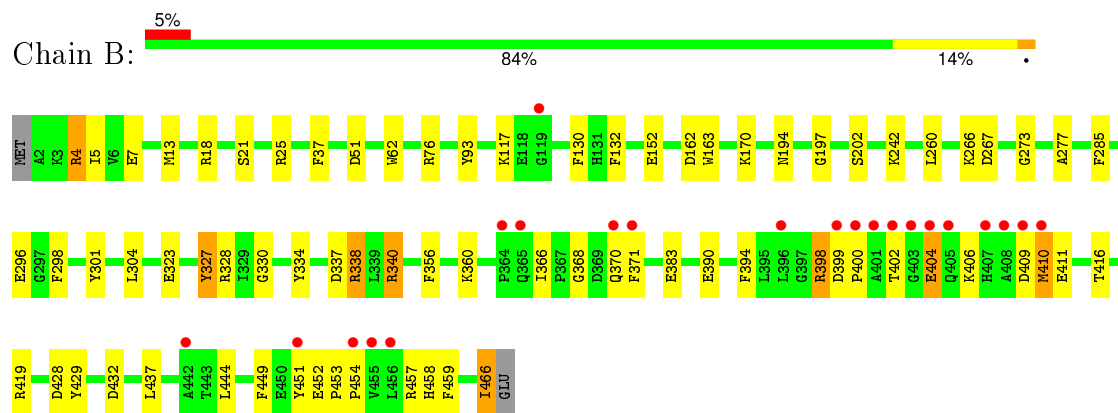 5%
Chain B:
84% 14% •
MET A2 K3 R4 I5 V6 E7 M13 R18 S21 R25 F37 D51 W62 R76 Y93 K117 E118 G119 F130 H131 F132 E152 D162 W163 K170 N194 G197 S202 K242 L260 K266 D267 G273 A277 F285
E296 G297 F298 Y301 L304 E323 Y327 R328 I329 G330 Y334 D337 R338 L339 R340 F356 K360 P364 Q365 I366 P367 G368 D369 Q370 F371 E383 E390 F394 L395 L396 G397 R398 D399 P400 A401 T402 G403 E404 Q405 K406 H407 A408 D409 M410 E411 T416
R419 D428 Y429 D432 L437 A442 T443 L444 F449 E450 Y451 E452 P453 P454 V455 L456 R457 H458 F459 I466 GLU